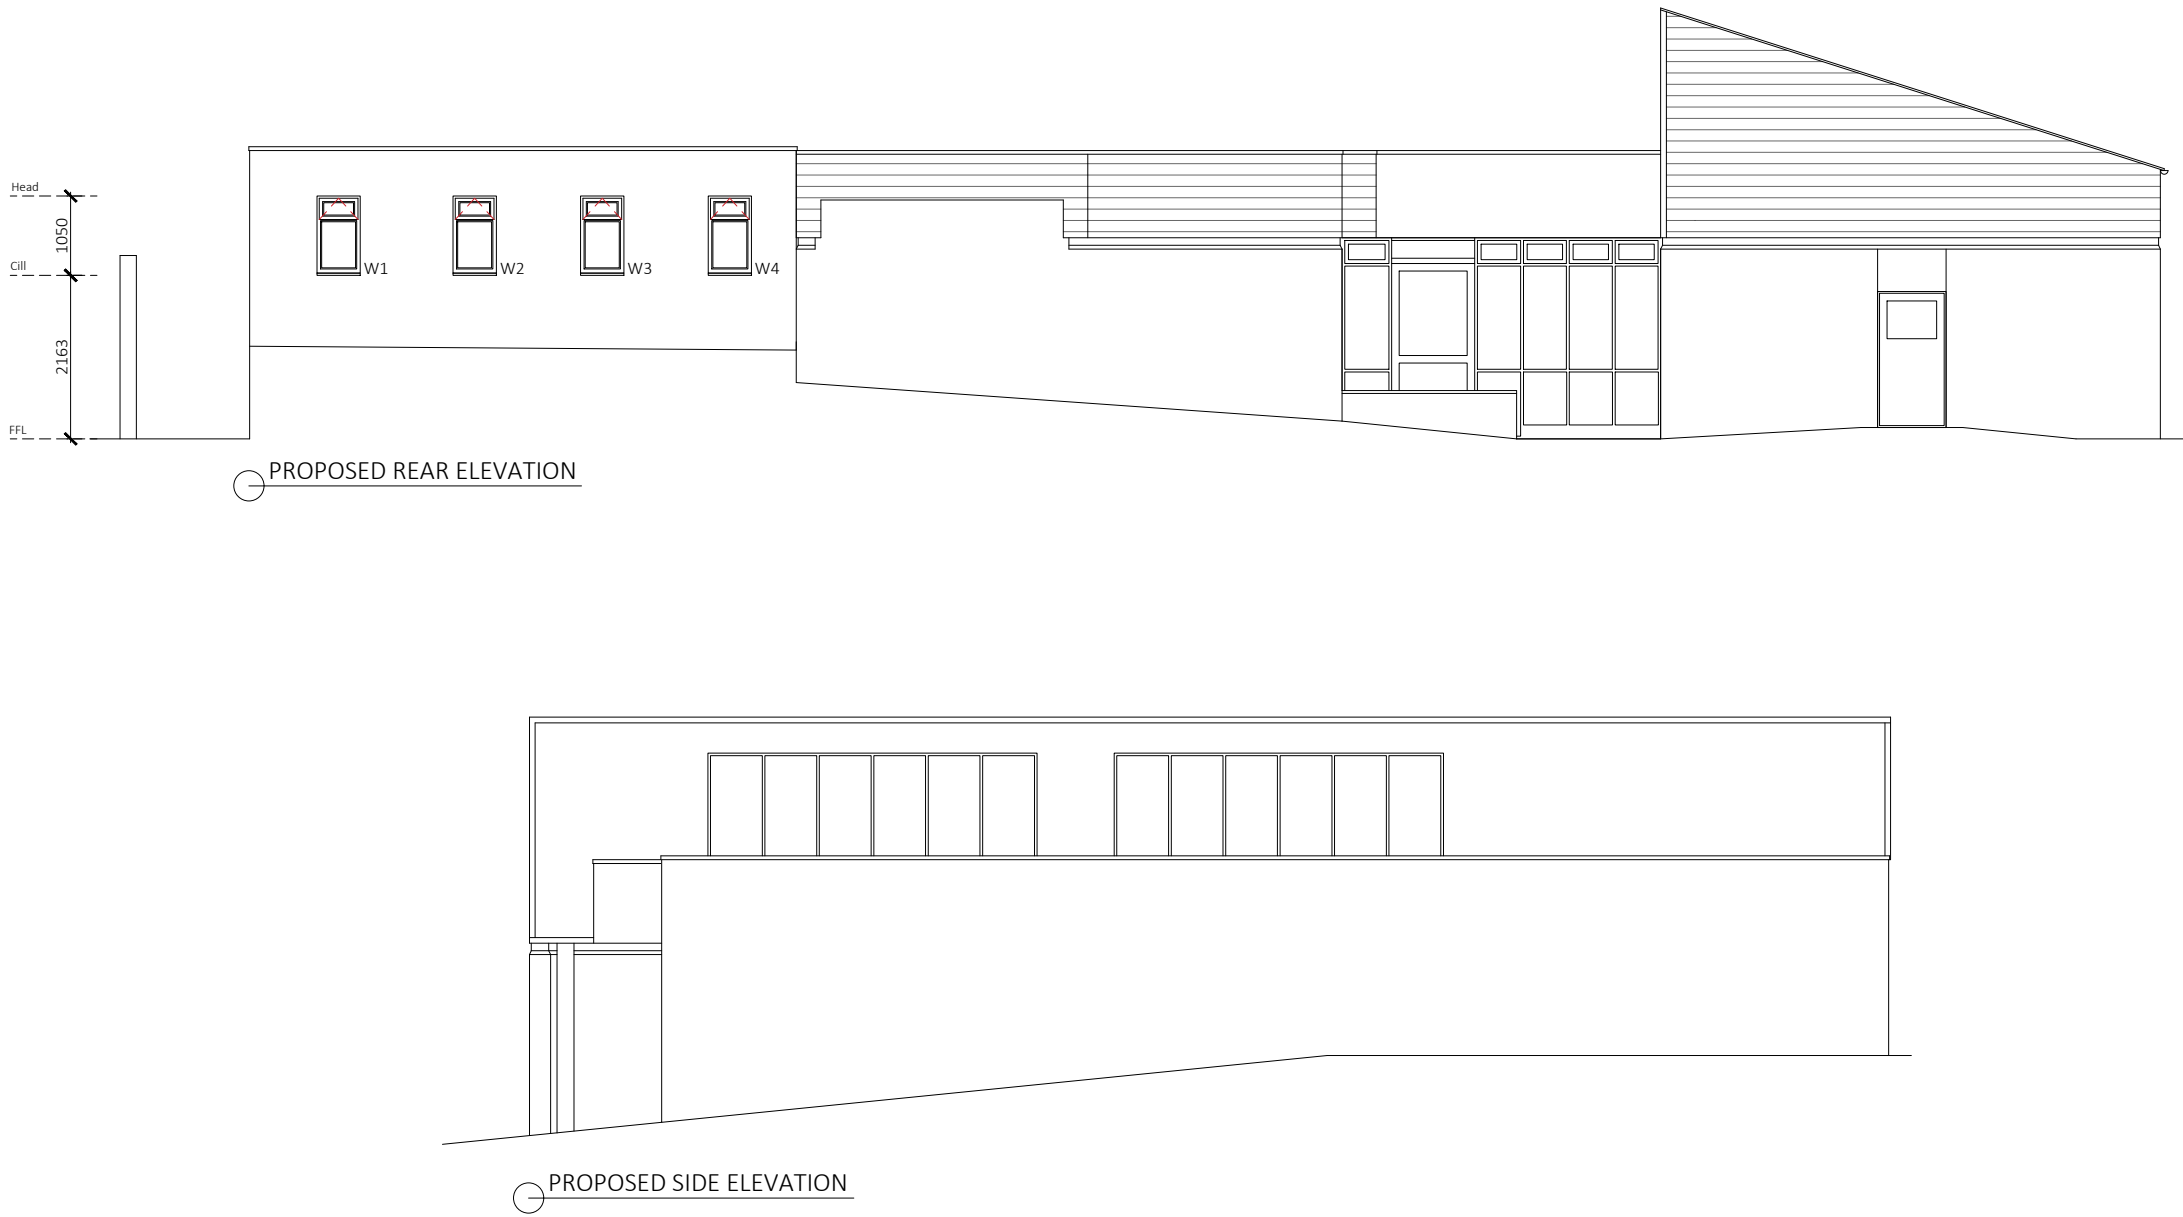 Head
1050
Cill
W1
W2
W3
W4
2163
FFL
PROPOSED REAR ELEVATION
PROPOSED SIDE ELEVATION